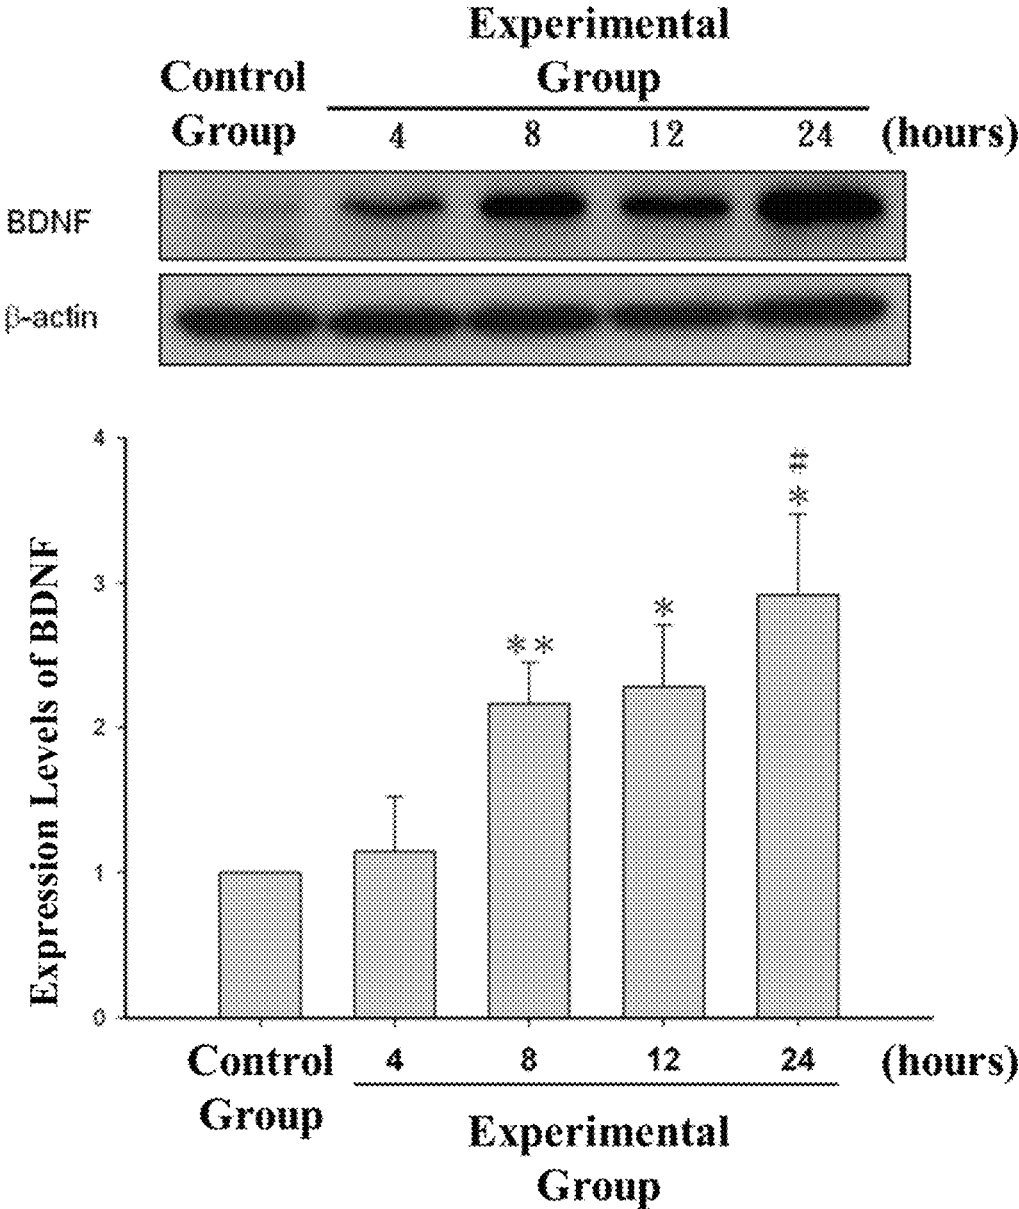 Experimental
Group
Control
Group
4 8 12 24 (hours)
BDNF
β-actin
Expression Levels of BDNF
4
3
2
1
0
**
*
#
*
Control
Group
4 8 12 24 (hours)
Experimental
Group